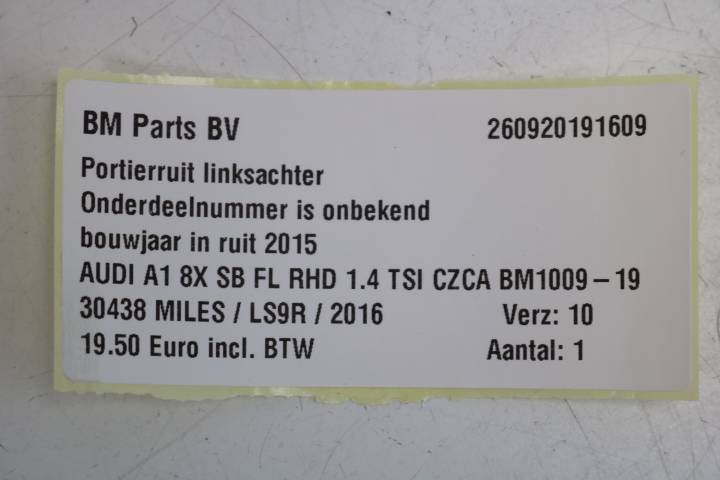 BM Parts BV 260920191609
Portierruit linksachter
Onderdeelnummer is onbekend
bouwjaar in ruit 2015
AUDI A1 8X SB FL RHD 1.4 TSI CZCA BM1009-19
30438 MILES / LS9R / 2016 Verz: 10
19.50 Euro incl. BTW Aantal: 1